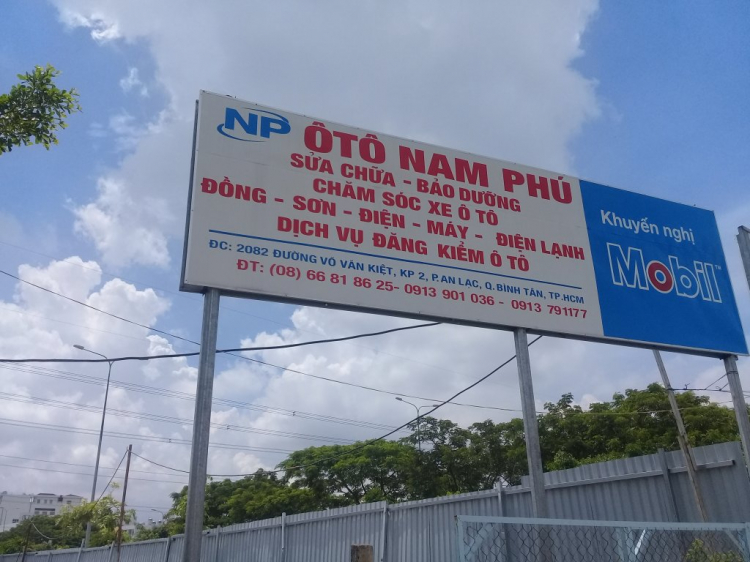 NP
ÔTÔ NAM PHÚ
SỬA CHỮA - BẢO DƯỠNG
CHĂM SÓC XE Ô TÔ
ĐỒNG - SƠN - ĐIỆN - MÁY - ĐIỆN LẠNH
DỊCH VỤ ĐĂNG KIỂM Ô TÔ
ĐC: 2082 ĐƯỜNG VÕ VĂN KIỆT, KP 2, P.AN LẠC, Q.BÌNH TÂN, TP.HCM
ĐT: (08) 66 81 86 25- 0913 901 036 - 0913 791177
Khuyến nghị
Mobil™